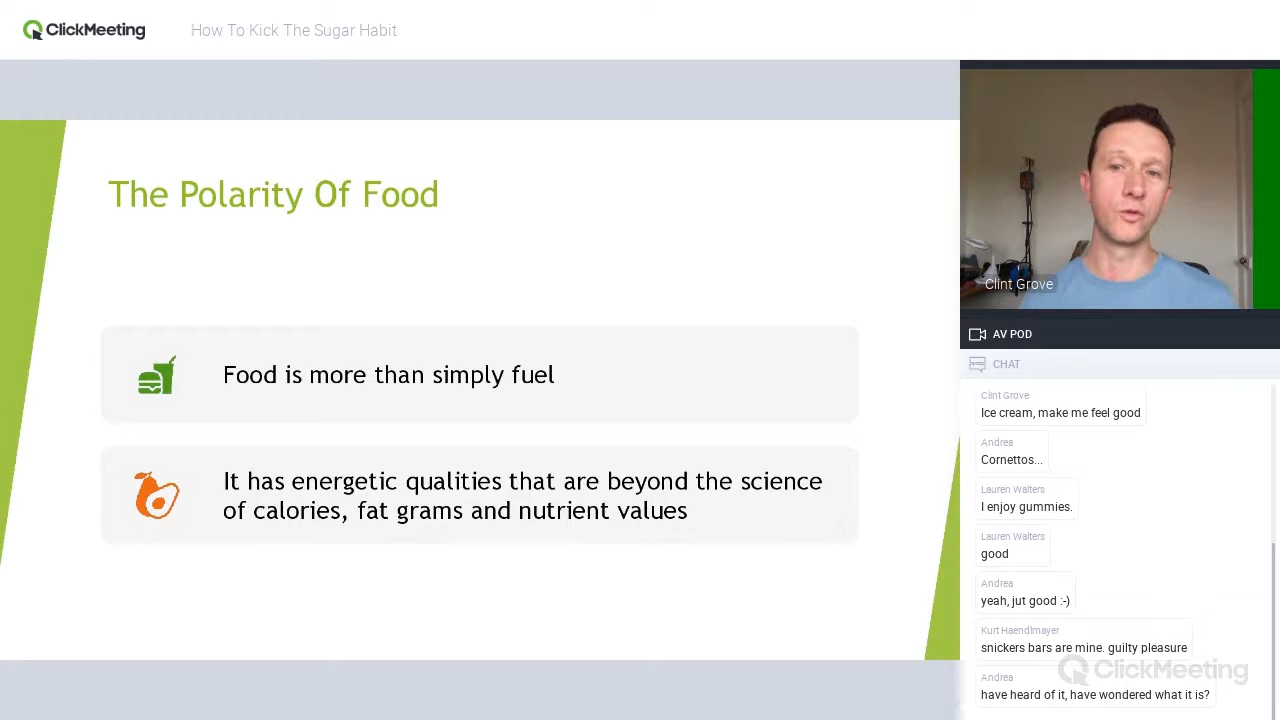 ClickMeeting
How To Kick The Sugar Habit
The Polarity Of Food
Food is more than simply fuel
It has energetic qualities that are beyond the science
of calories, fat grams and nutrient values
Clint Grove
AV POD
CHAT
Clint Grove
Ice cream, make me feel good
Andrea
Cornettos...
Lauren Walters
I enjoy gummies.
Lauren Walters
good
Andrea
yeah, jut good :-)
Kurt Haendlmayer
snickers bars are mine. guilty pleasure
ClickMeeting
Andrea
have heard of it, have wondered what it is?